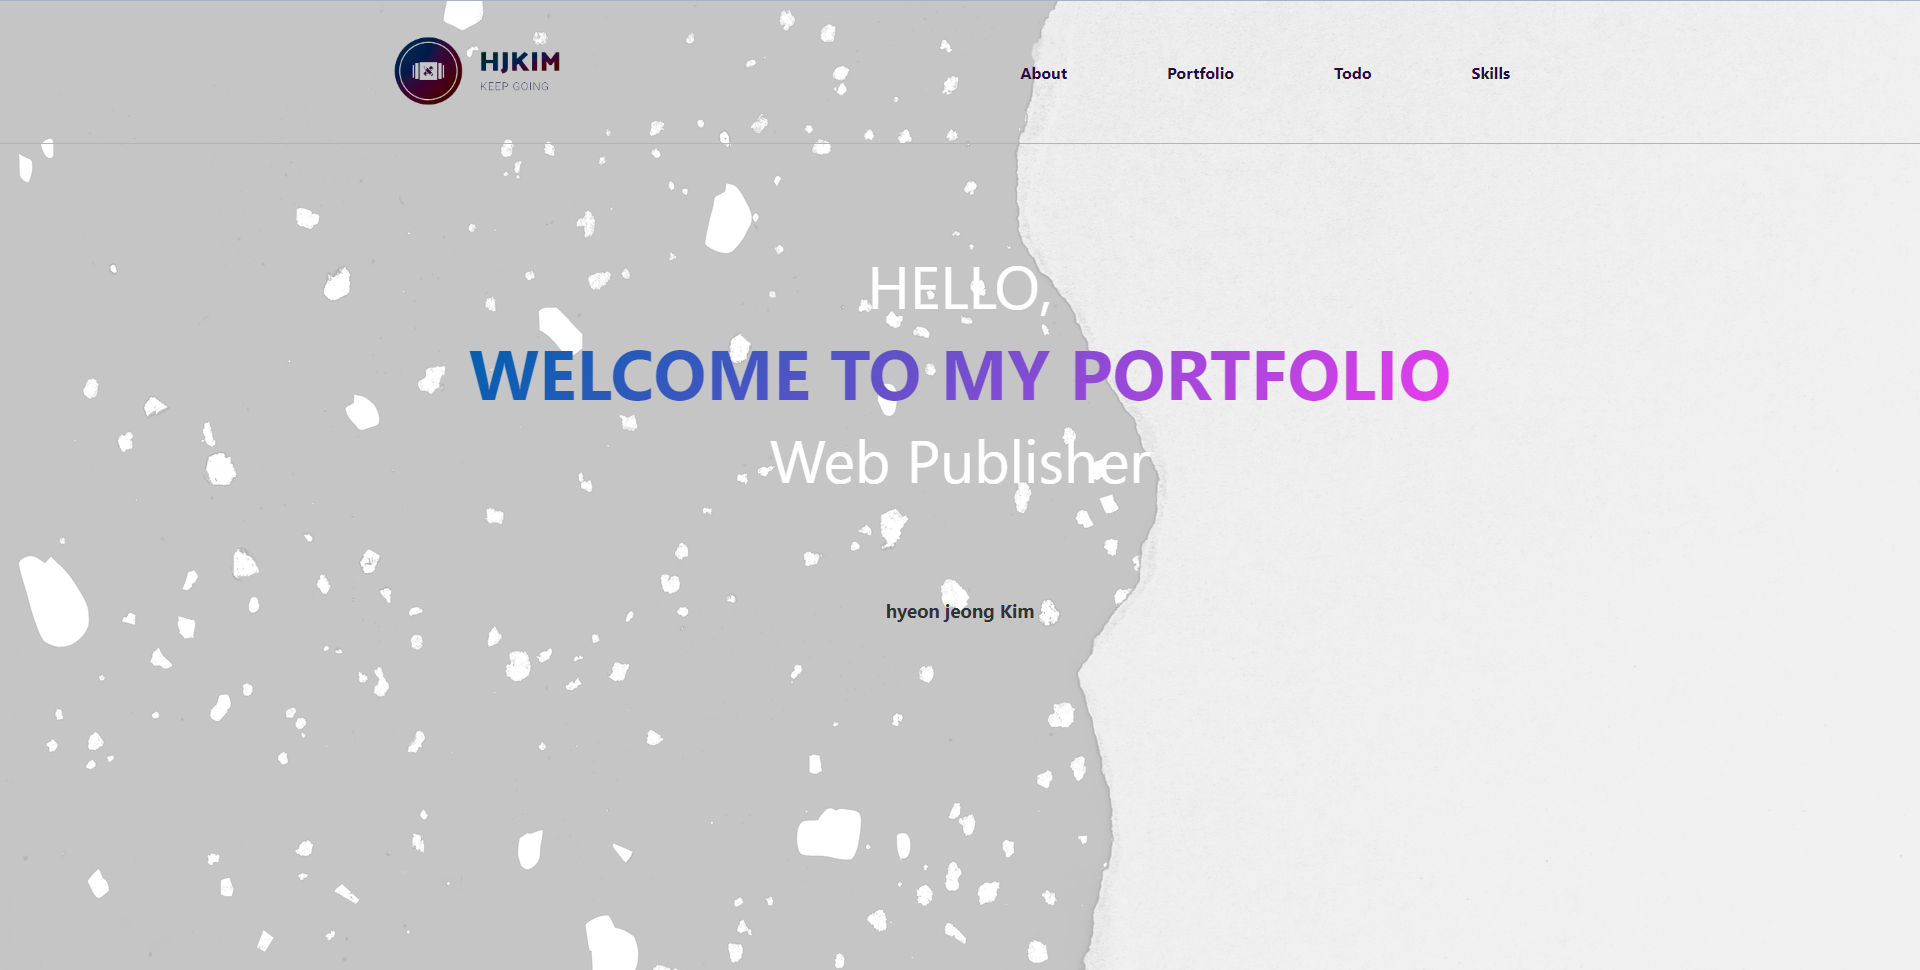 HJKIM
KEEP GOING
About Portfolio Todo Skills
HELLO,
WELCOME TO MY PORTFOLIO
Web Publisher
hyeon jeong Kim